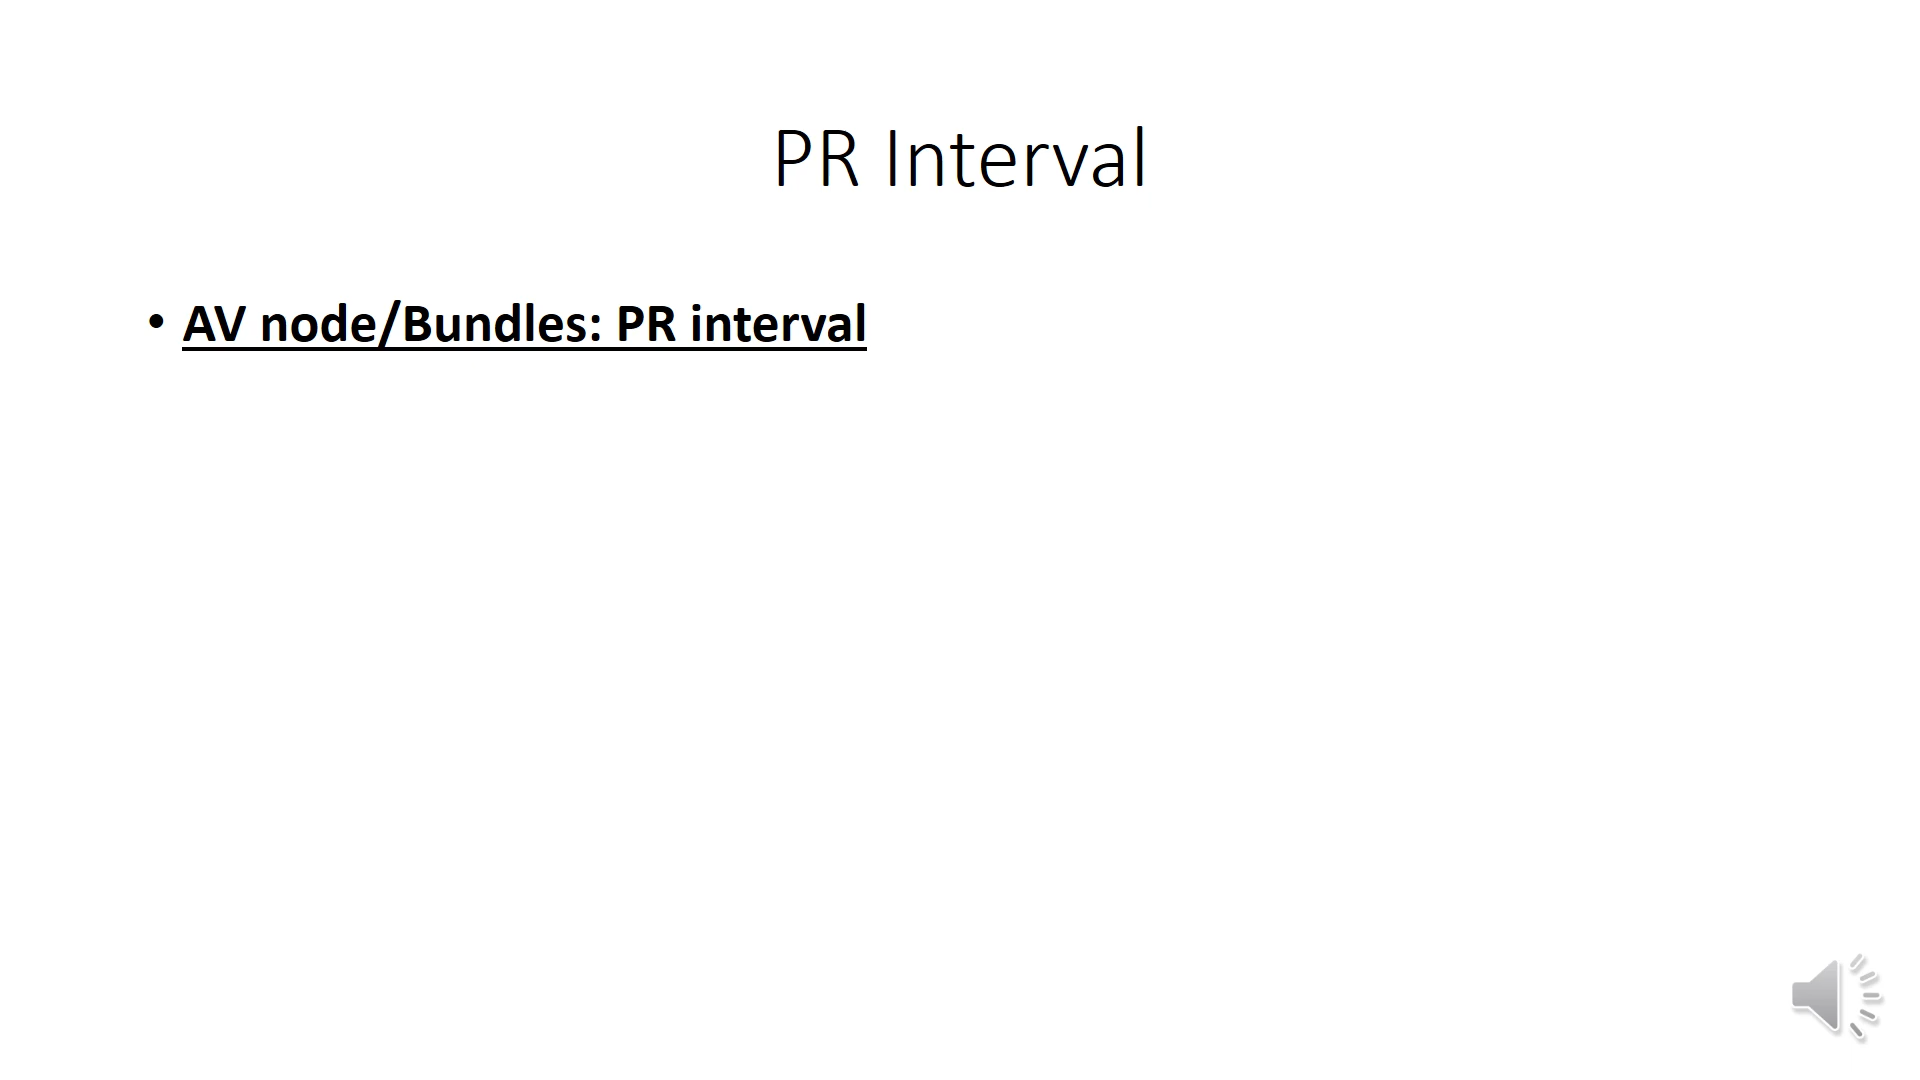 PR Interval
• AV node/Bundles: PR interval